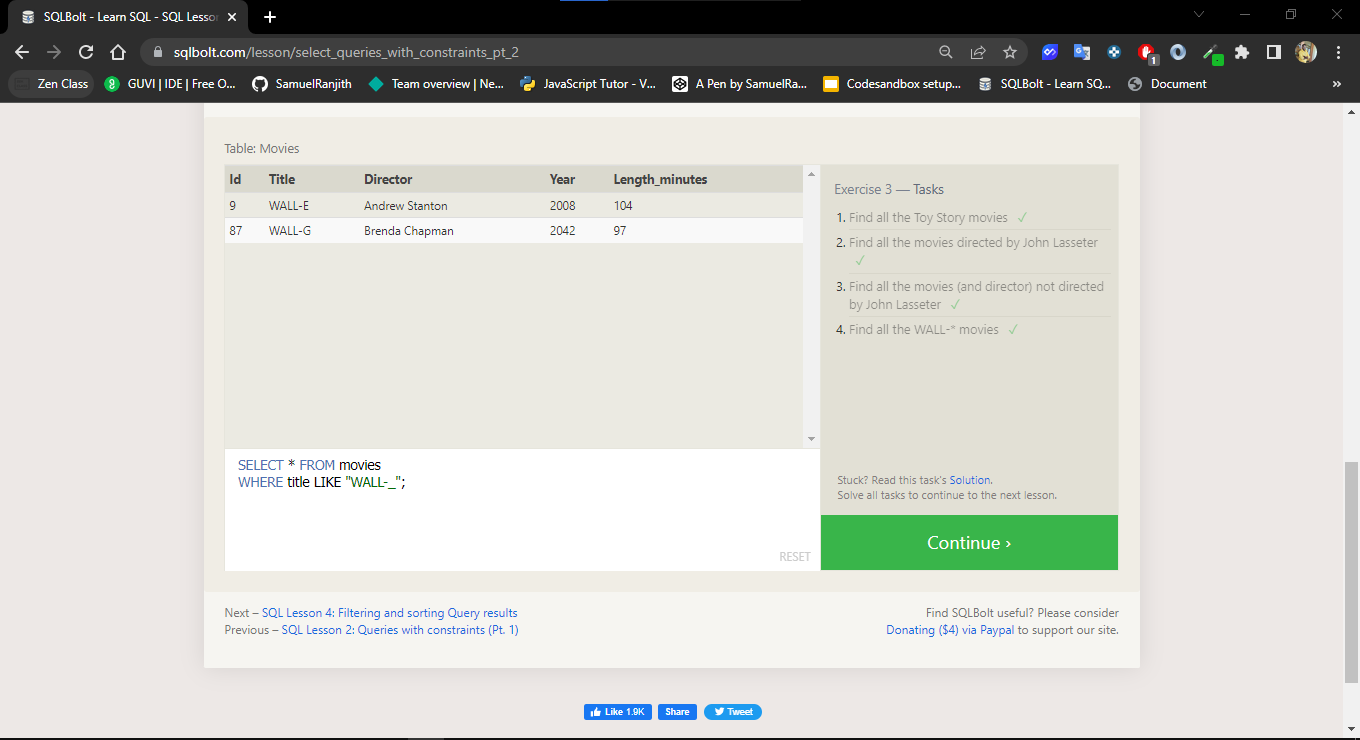 SQLBolt - Learn SQL - SQL Lesson
sqlbolt.com/lesson/select_queries_with_constraints_pt_2
1
Zen Class
GUVI | IDE | Free O...
SamuelRanjith
Team overview | Ne...
JavaScript Tutor - V...
A Pen by SamuelRa...
Codesandbox setup...
SQLBolt - Learn SQ...
Document
»
Table: Movies
Id Title Director Year Length_minutes
9 WALL-E Andrew Stanton 2008 104
87 WALL-G Brenda Chapman 2042 97
SELECT * FROM movies
WHERE title LIKE "WALL-_";
RESET
Exercise 3 — Tasks
1. Find all the Toy Story movies ✓
2. Find all the movies directed by John Lasseter
✓
3. Find all the movies (and director) not directed
by John Lasseter ✓
4. Find all the WALL-* movies ✓
Stuck? Read this task's Solution.
Solve all tasks to continue to the next lesson.
Continue ›
Next – SQL Lesson 4: Filtering and sorting Query results
Previous – SQL Lesson 2: Queries with constraints (Pt. 1)
Find SQLBolt useful? Please consider
Donating ($4) via Paypal to support our site.
Like 1.9K
Share
Tweet